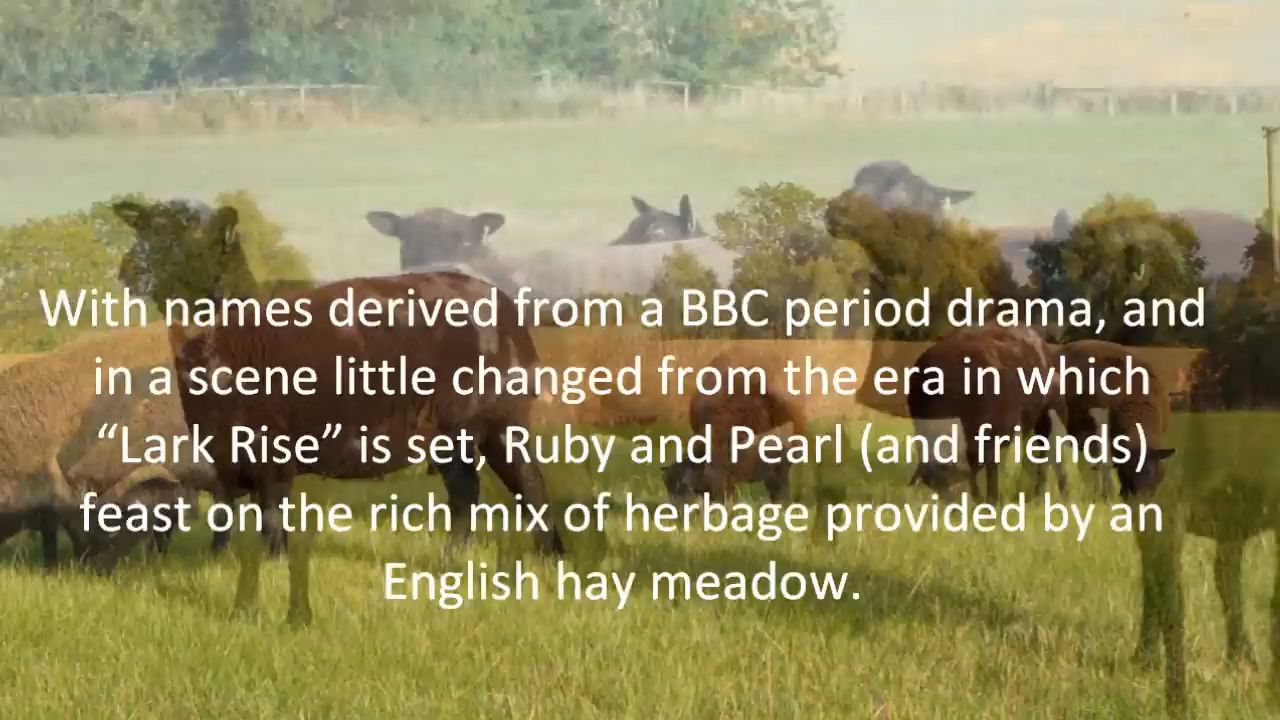 With names derived from a BBC period drama, and
in a scene little changed from the era in which
“Lark Rise” is set, Ruby and Pearl (and friends)
feast on the rich mix of herbage provided by an
English hay meadow.